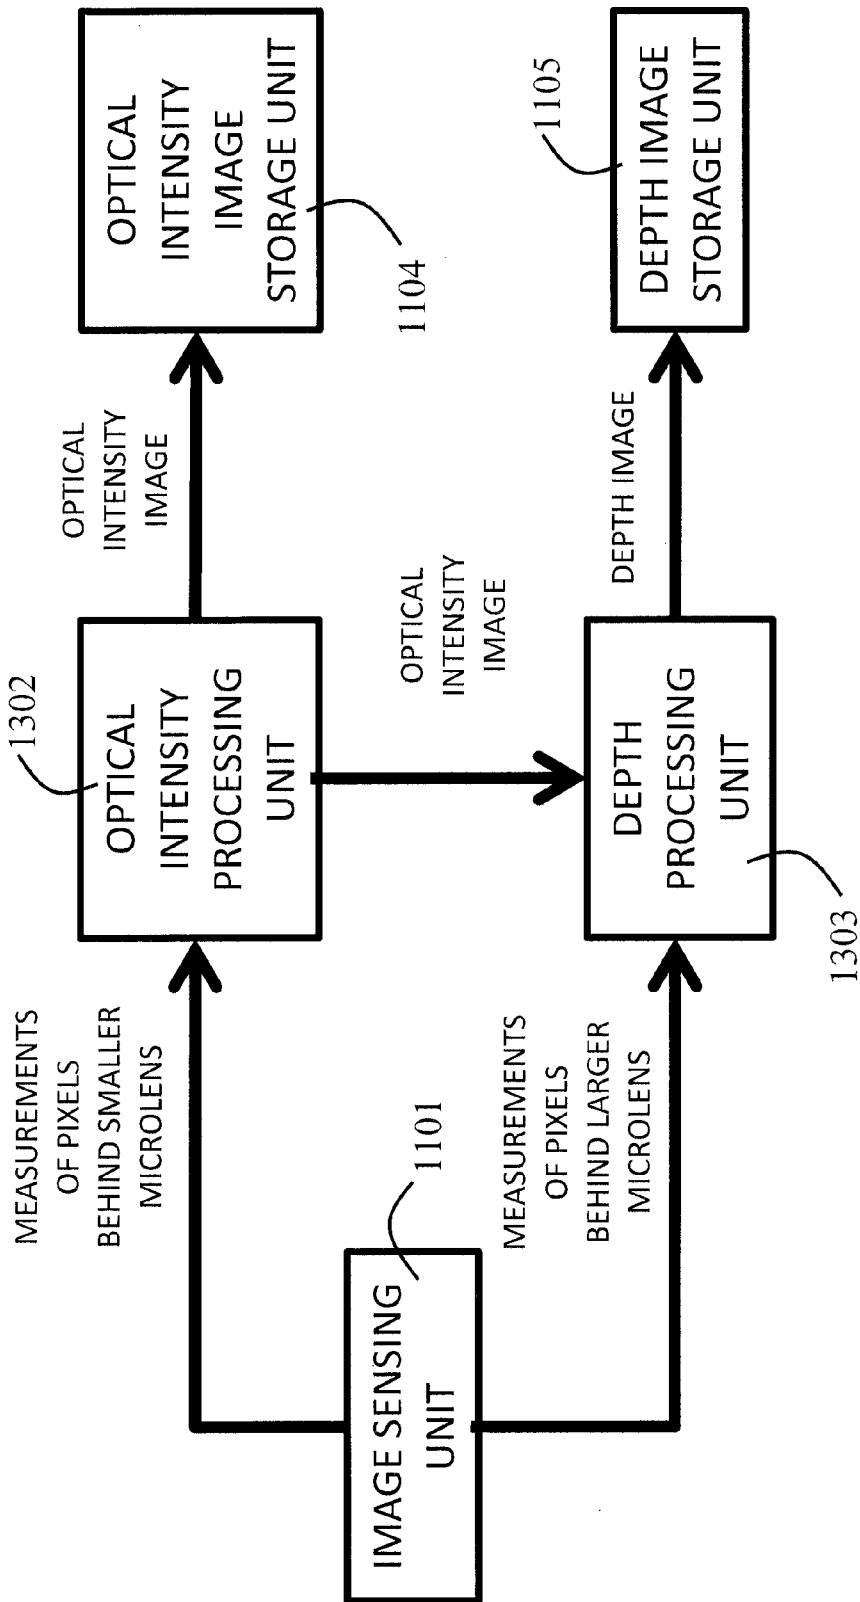 MEASUREMENTS
OF PIXELS
BEHIND SMALLER
MICROLENS
1302
OPTICAL
INTENSITY
PROCESSING
UNIT
OPTICAL
INTENSITY
IMAGE
OPTICAL
INTENSITY
IMAGE
STORAGE UNIT
1104
IMAGE SENSING
UNIT
1101
OPTICAL
INTENSITY
IMAGE
MEASUREMENTS
OF PIXELS
BEHIND LARGER
MICROLENS
DEPTH
PROCESSING
UNIT
1303
DEPTH IMAGE
1105
DEPTH IMAGE
STORAGE UNIT